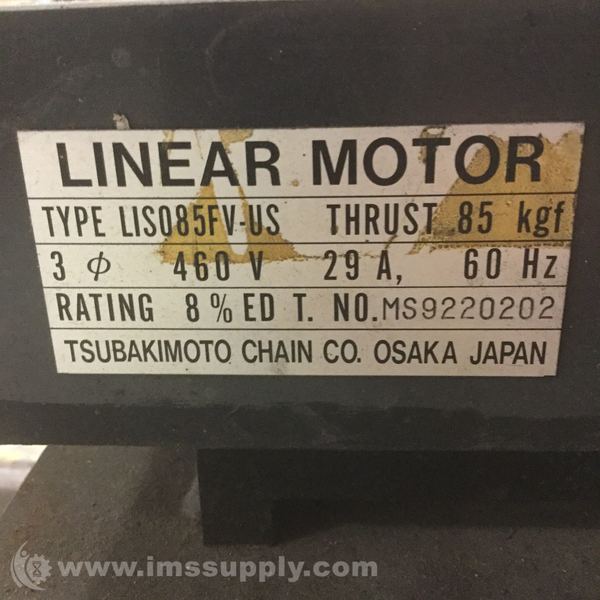 LINEAR MOTOR
TYPE LIS085FV-US THRUST 85 kgf
3 ϕ 460 V 29 A, 60 Hz
RATING 8 % ED T. NO. MS9220202
TSUBAKIMOTO CHAIN CO. OSAKA JAPAN
www.imssupply.com